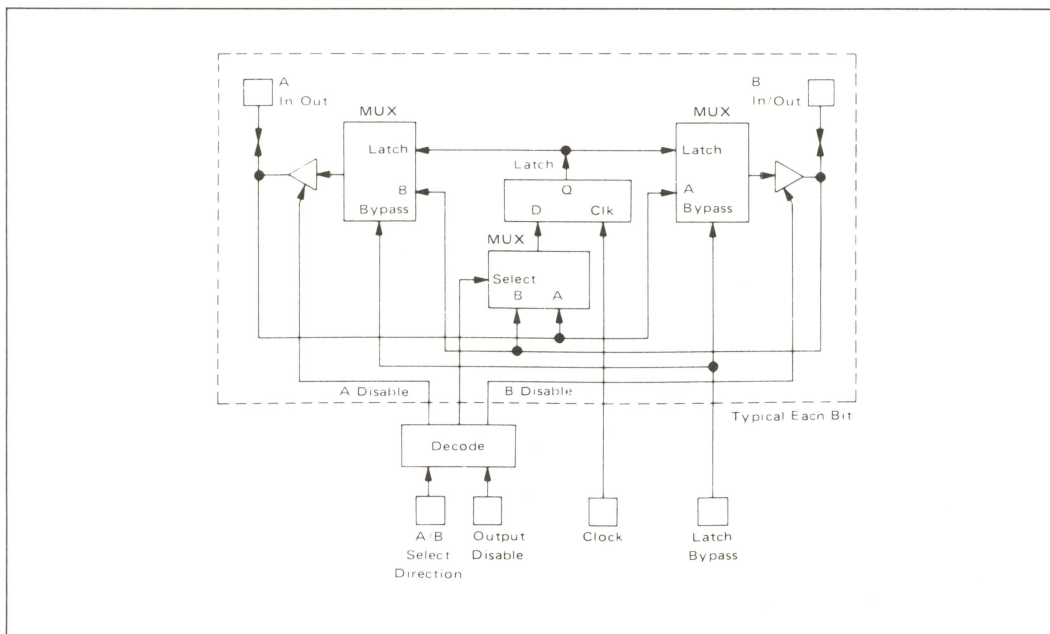 A
In Out
B
In/Out
MUX
MUX
Latch
Latch
Latch
B
Bypass
Q
D Clk
A
Bypass
MUX
Select
B A
A Disable
B Disable
Typical Each Bit
Decode
A/B
Select
Direction
Output
Disable
Clock
Latch
Bypass